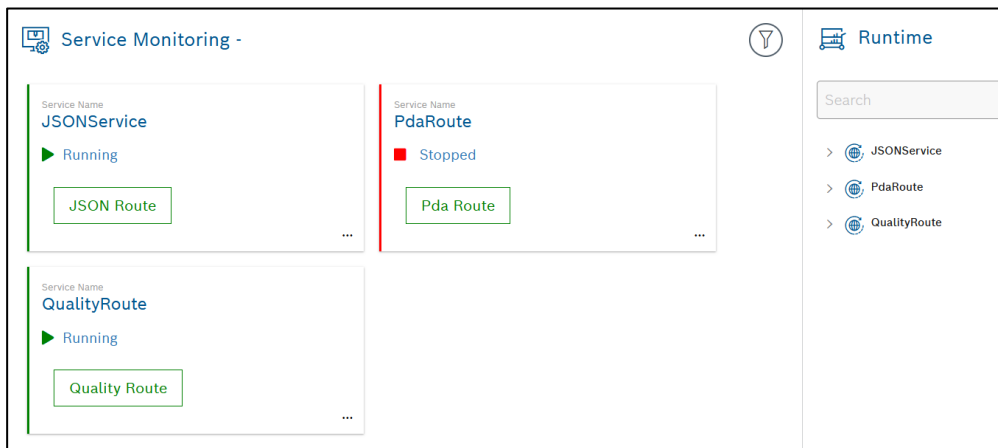 Service Monitoring -
Service Name
JSONService
Running
JSON Route
...
Service Name
PdaRoute
Stopped
Pda Route
...
Service Name
QualityRoute
Running
Quality Route
...
Runtime
Search
JSONService
PdaRoute
QualityRoute